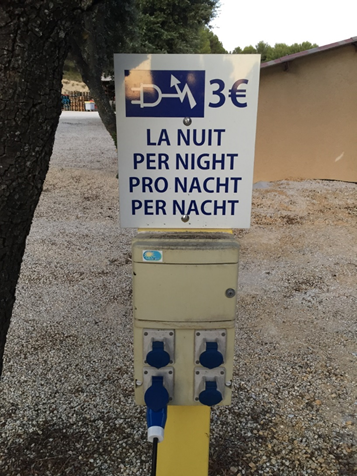 3€
LA NUIT
PER NIGHT
PRO NACHT
PER NACHT